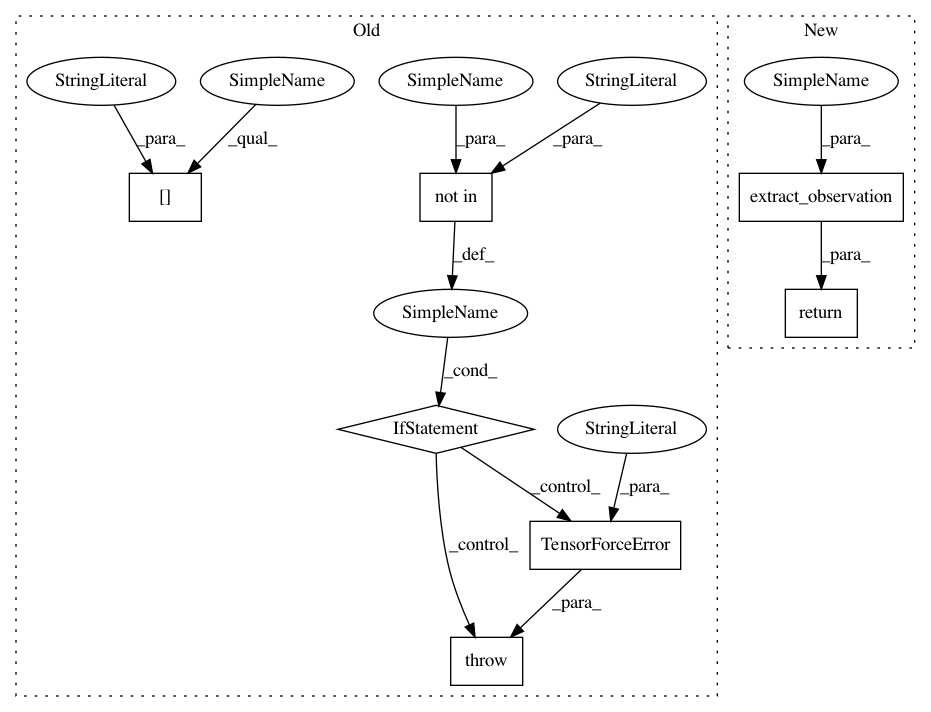 Old
New
StringLiteral
SimpleName
SimpleName
StringLiteral
SimpleName
_para_
_qual_
_para_
_para_
_para_
[]
not in
extract_observation
_def_
_para_
SimpleName
return
_cond_
IfStatement
StringLiteral
_control_
_para_
_control_
TensorForceError
_para_
throw